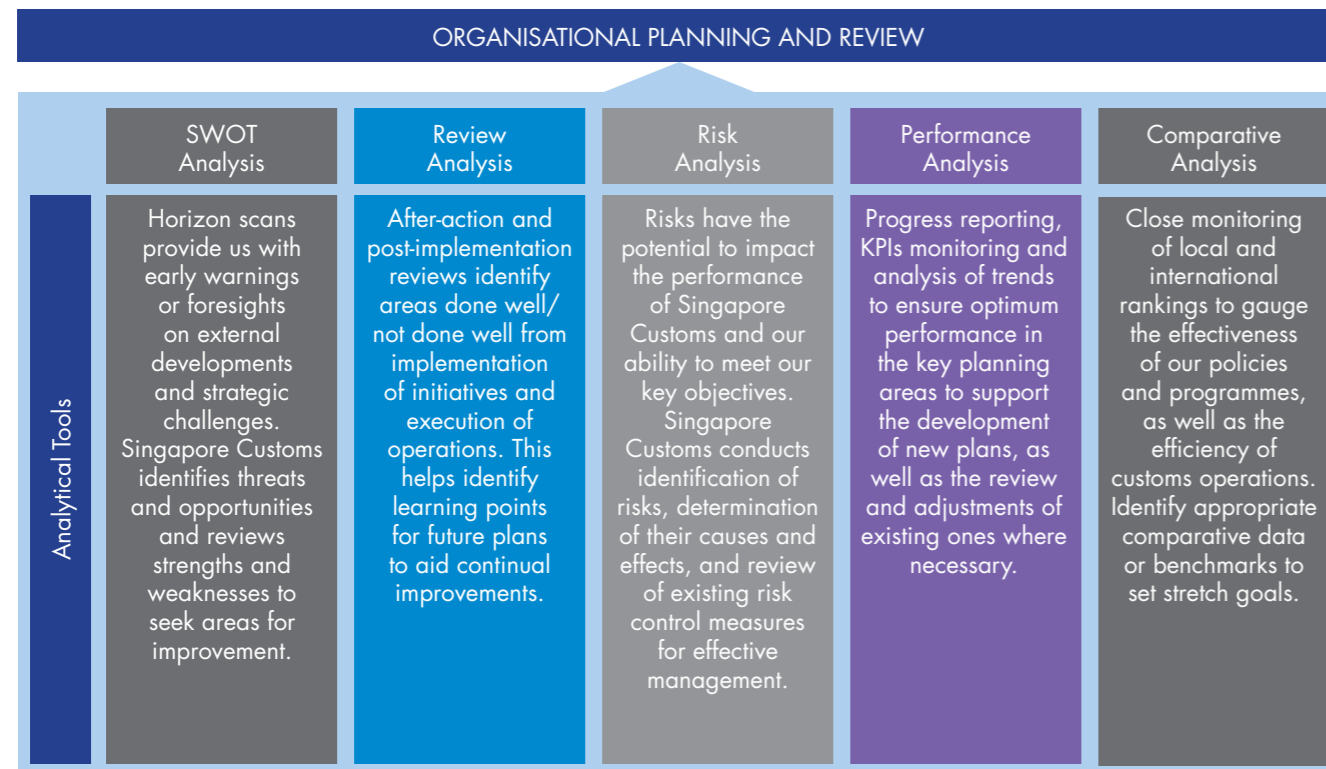 ORGANISATIONAL PLANNING AND REVIEW
SWOT
Analysis
Review
Analysis
Risk
Analysis
Performance
Analysis
Comparative
Analysis
Analytical Tools
Horizon scans
provide us with
early warnings
or foresights
on external
developments
and strategic
challenges.
Singapore Customs
identifies threats
and opportunities
and reviews
strengths and
weaknesses to
seek areas for
improvement.
After-action and
post-implementation
reviews identify
areas done well/
not done well from
implementation
of initiatives and
execution of
operations. This
helps identify
learning points
for future plans
to aid continual
improvements.
Risks have the
potential to impact
the performance
of Singapore
Customs and our
ability to meet our
key objectives.
Singapore
Customs conducts
identification of
risks, determination
of their causes and
effects, and review
of existing risk
control measures
for effective
management.
Progress reporting,
KPIs monitoring and
analysis of trends
to ensure optimum
performance in
the key planning
areas to support
the development
of new plans, as
well as the review
and adjustments of
existing ones where
necessary.
Close monitoring
of local and
international
rankings to gauge
the effectiveness
of our policies
and programmes,
as well as the
efficiency of
customs operations.
Identify appropriate
comparative data
or benchmarks to
set stretch goals.